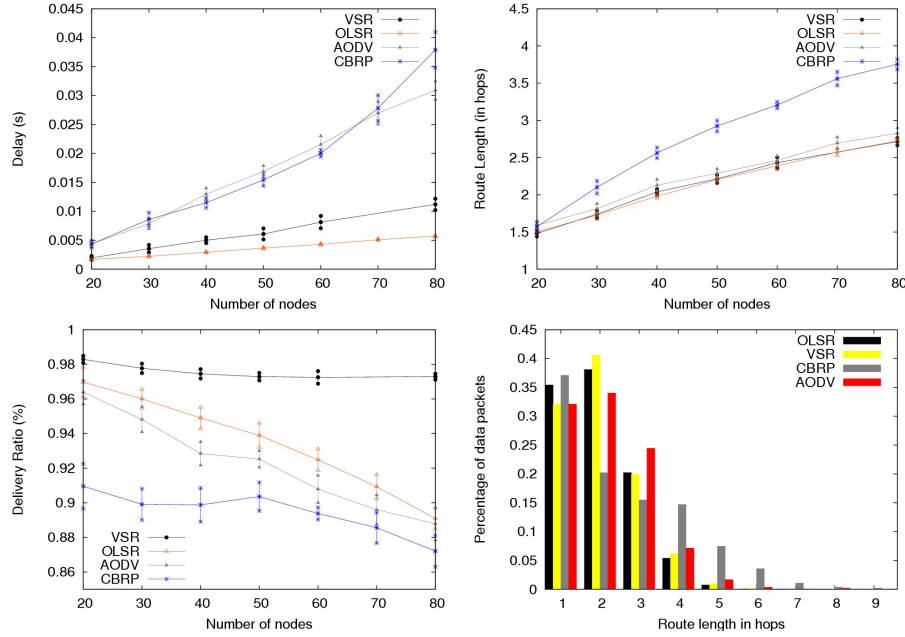 VSR
OLSR
AODV
CBRP
0.045
0.04
0.035
0.03
0.025
0.02
0.015
0.01
0.005
0
Delay (s)
20 30 40 50 60 70 80
Number of nodes
VSR
OLSR
AODV
CBRP
4.5
4
3.5
3
2.5
2
1.5
1
Route Length (in hops)
20 30 40 50 60 70 80
Number of nodes
VSR
OLSR
AODV
CBRP
1
0.98
0.96
0.94
0.92
0.9
0.88
0.86
Delivery Ratio (%)
20 30 40 50 60 70 80
Number of nodes
OLSR
VSR
CBRP
AODV
0.45
0.4
0.35
0.3
0.25
0.2
0.15
0.1
0.05
0
Percentage of data packets
1 2 3 4 5 6 7 8 9
Route length in hops